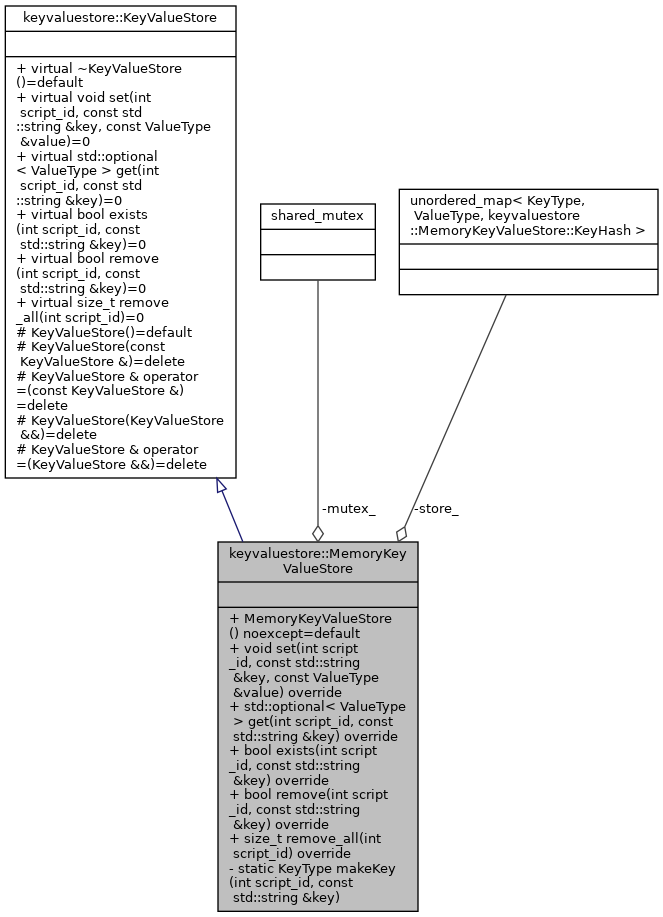 keyvaluestore::KeyValueStore
+ virtual ~KeyValueStore
()=default
+ virtual void set(int
script_id, const std
::string &key, const ValueType
&value)=0
+ virtual std::optional
< ValueType > get(int
script_id, const std
::string &key)=0
+ virtual bool exists
(int script_id, const
std::string &key)=0
+ virtual bool remove
(int script_id, const
std::string &key)=0
+ virtual size_t remove
_all(int script_id)=0
# KeyValueStore()=default
# KeyValueStore(const
KeyValueStore &)=delete
# KeyValueStore & operator
=(const KeyValueStore &)
=delete
# KeyValueStore(KeyValueStore
&&)=delete
# KeyValueStore & operator
=(KeyValueStore &&)=delete
shared_mutex
unordered_map< KeyType,
ValueType, keyvaluestore
::MemoryKeyValueStore::KeyHash >
-mutex_
-store_
keyvaluestore::MemoryKey
ValueStore
+ MemoryKeyValueStore
() noexcept=default
+ void set(int script
_id, const std::string
&key, const ValueType
&value) override
+ std::optional< ValueType
> get(int script_id, const
std::string &key) override
+ bool exists(int script
_id, const std::string
&key) override
+ bool remove(int script
_id, const std::string
&key) override
+ size_t remove_all(int
script_id) override
- static KeyType makeKey
(int script_id, const
std::string &key)